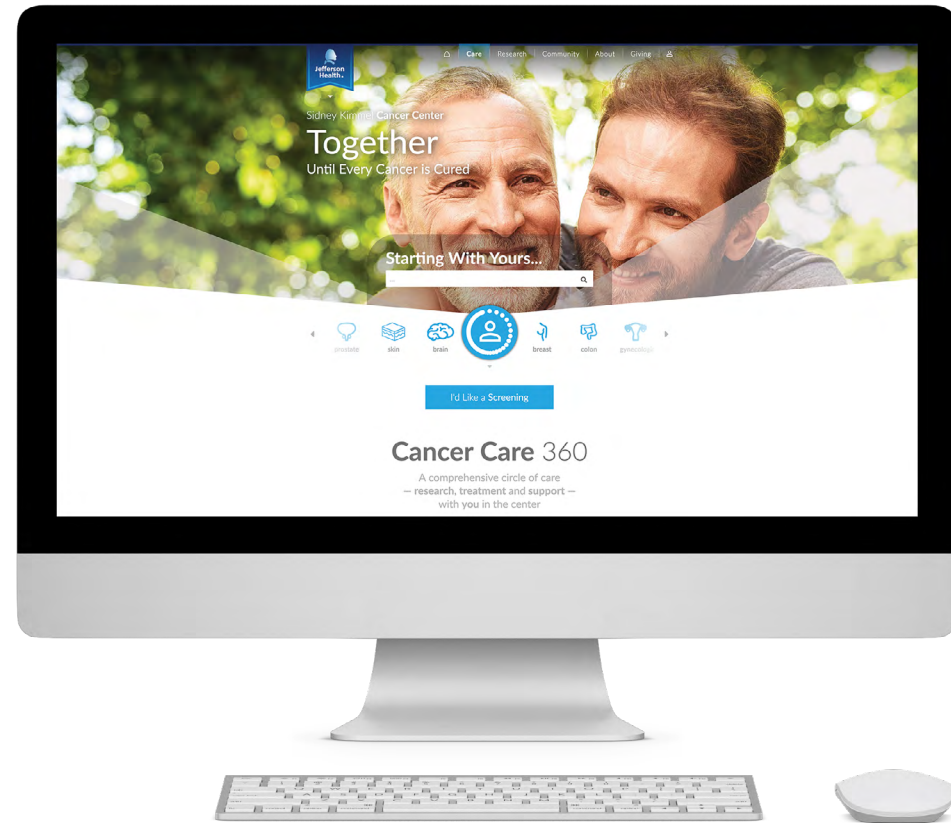 Jefferson
Health.
Care Research Community About Giving
Sidney Kimmel Cancer Center
Together
Until Every Cancer is Cured
Starting With Yours...
prostate skin brain breast colon gynecologic
I'd Like a Screening
Cancer Care 360
A comprehensive circle of care
— research, treatment and support —
with you in the center